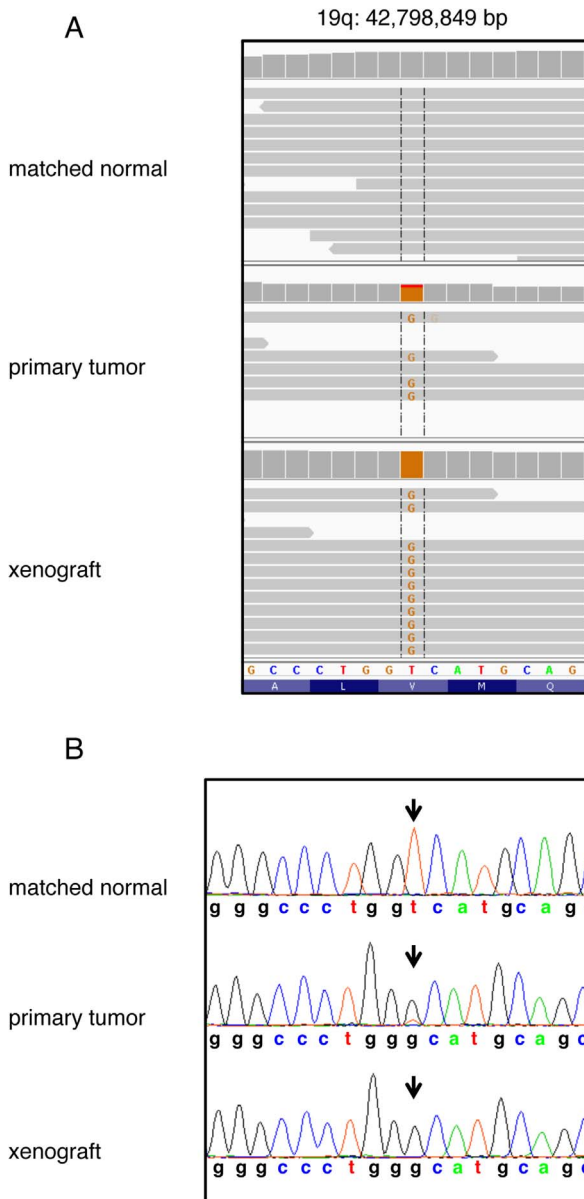 A
19q: 42,798,849 bp
matched normal
primary tumor
G G
G
G
G
xenograft
G
G
G
G
G
G
G
G
G
G
G
G C C C T G G T C A T G C A G
A L V M Q
B
matched normal
g g g c c c t g g t c a t g c a g
primary tumor
g g g c c c t g g g c a t g c a g c
xenograft
g g g c c c t g g g c a t g c a g c